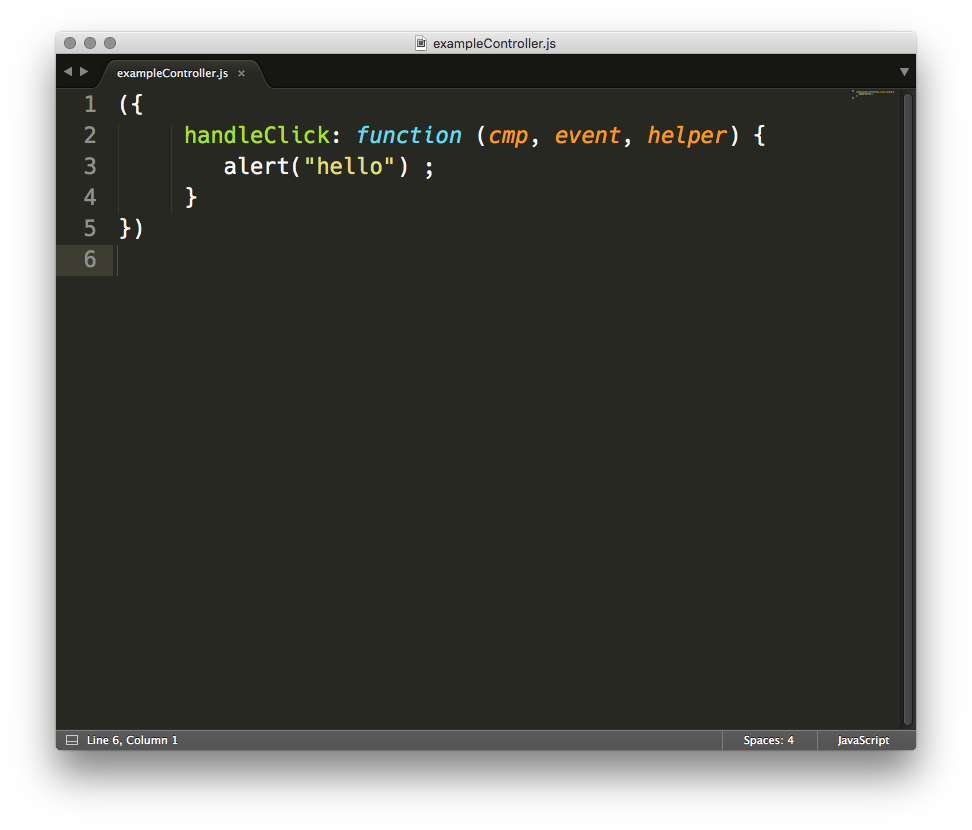 exampleController.js
exampleController.js ×
1 ({
2      handleClick: function (cmp, event, helper) {
3         alert("hello") ;
4      }
5 })
6
Line 6, Column 1 Spaces: 4 JavaScript